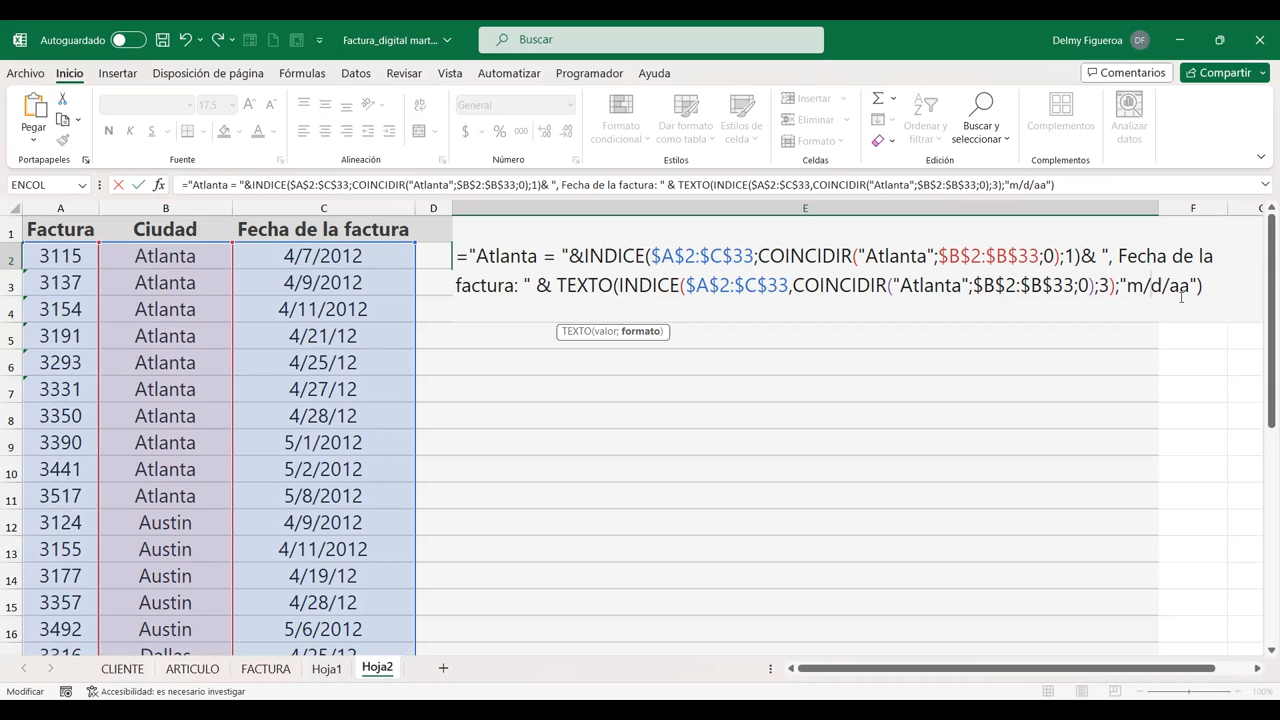 Autoguardado Factura_digital mart... Buscar Delmy Figueroa DF
Archivo Inicio Insertar Disposición de página Fórmulas Datos Revisar Vista Automatizar Programador Ayuda Comentarios Compartir
Pegar 17.5 General Formato condicional Dar formato como tabla Estilos de celda Insertar Eliminar Formato Ordenar y filtrar Buscar y seleccionar Complementos Analizar datos
Portapapeles Fuente Alineación Número Estilos Celdas Edición Complementos
ENCOL ="Atlanta = "&INDICE($A$2:$C$33;COINCIDIR("Atlanta";$B$2:$B$33;0);1)& ", Fecha de la factura: " & TEXTO(INDICE($A$2:$C$33,COINCIDIR("Atlanta";$B$2:$B$33;0);3);"m/d/aa")
A B C D E F
1 Factura Ciudad Fecha de la factura
2 3115 Atlanta 4/7/2012 ="Atlanta = "&INDICE($A$2:$C$33;COINCIDIR("Atlanta";$B$2:$B$33;0);1)& ", Fecha de la
3 3137 Atlanta 4/9/2012 factura: " & TEXTO(INDICE($A$2:$C$33,COINCIDIR("Atlanta";$B$2:$B$33;0);3);"m/d/aa")
4 3154 Atlanta 4/11/2012
TEXTO(valor; formato)
5 3191 Atlanta 4/21/12
6 3293 Atlanta 4/25/12
7 3331 Atlanta 4/27/12
8 3350 Atlanta 4/28/12
9 3390 Atlanta 5/1/2012
10 3441 Atlanta 5/2/2012
11 3517 Atlanta 5/8/2012
12 3124 Austin 4/9/2012
13 3155 Austin 4/11/2012
14 3177 Austin 4/19/12
15 3357 Austin 4/28/12
16 3492 Austin 5/6/2012
3316 Dallas 4/25/12
CLIENTE ARTICULO FACTURA Hoja1 Hoja2
Modificar Accesibilidad: es necesario investigar 100%